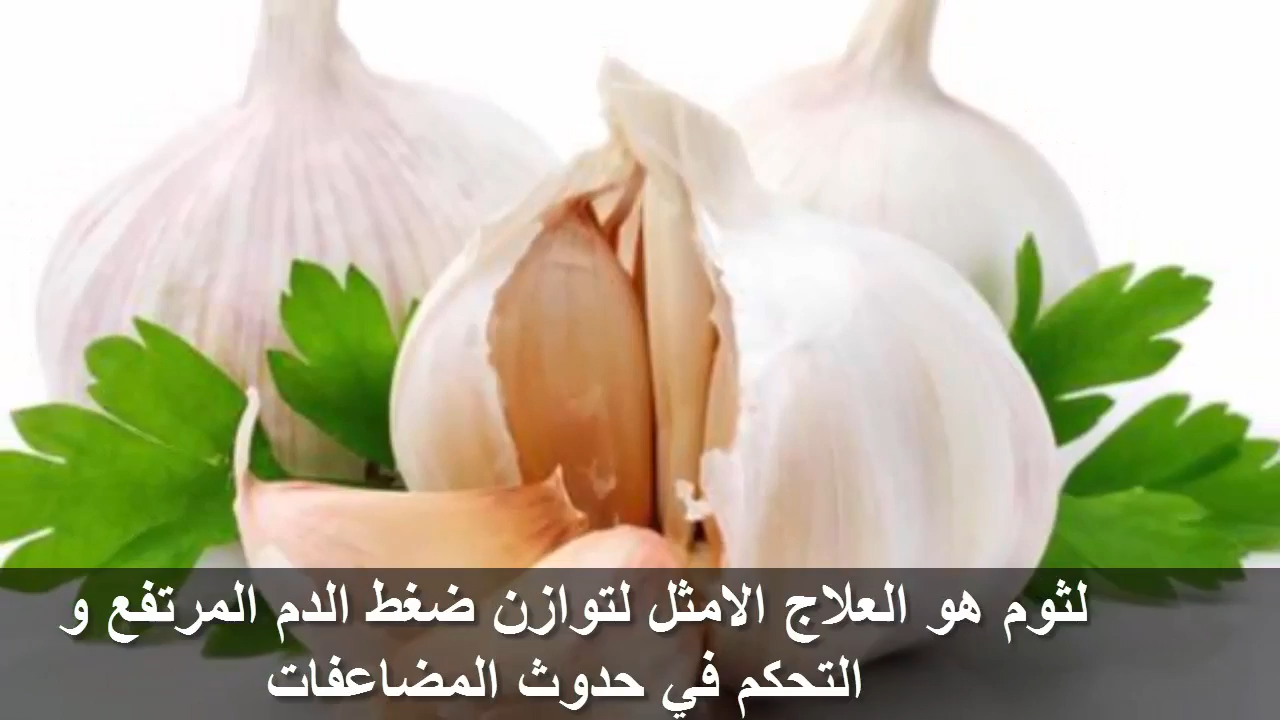 لثوم هو العلاج الامثل لتوازن ضغط الدم المرتفع و
التحكم في حدوث المضاعفات